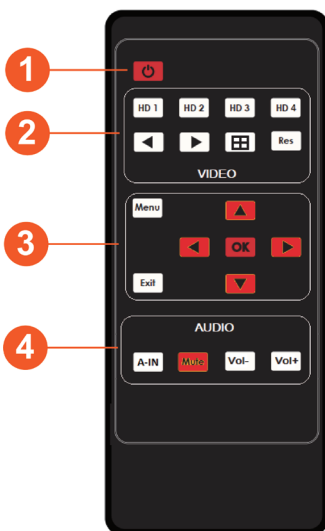 1
HD 1 HD 2 HD 3 HD 4
2
Res
VIDEO
Menu
3
OK
Exit
AUDIO
4
A-IN Mute Vol- Vol+